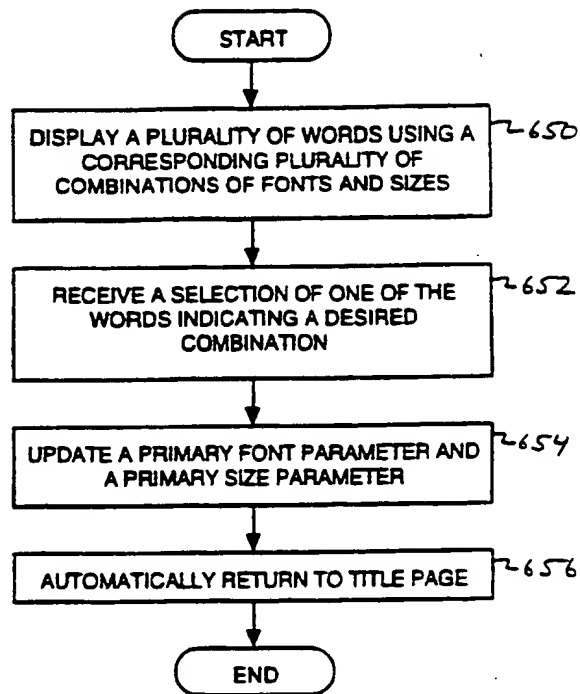 START
DISPLAY A PLURALITY OF WORDS USING A
CORRESPONDING PLURALITY OF
COMBINATIONS OF FONTS AND SIZES
650
RECEIVE A SELECTION OF ONE OF THE
WORDS INDICATING A DESIRED
COMBINATION
652
UPDATE A PRIMARY FONT PARAMETER AND
A PRIMARY SIZE PARAMETER
654
AUTOMATICALLY RETURN TO TITLE PAGE
656
END